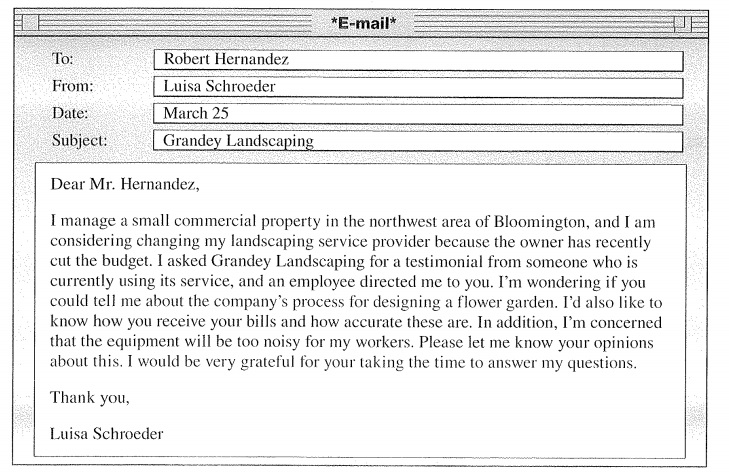 *E-mail*
To: Robert Hernandez
From: Luisa Schroeder
Date: March 25
Subject: Grandey Landscaping
Dear Mr. Hernandez,
I manage a small commercial property in the northwest area of Bloomington, and I am
considering changing my landscaping service provider because the owner has recently
cut the budget. I asked Grandey Landscaping for a testimonial from someone who is
currently using its service, and an employee directed me to you. I'm wondering if you
could tell me about the company's process for designing a flower garden. I'd also like to
know how you receive your bills and how accurate these are. In addition, I'm concerned
that the equipment will be too noisy for my workers. Please let me know your opinions
about this. I would be very grateful for your taking the time to answer my questions.
Thank you,
Luisa Schroeder